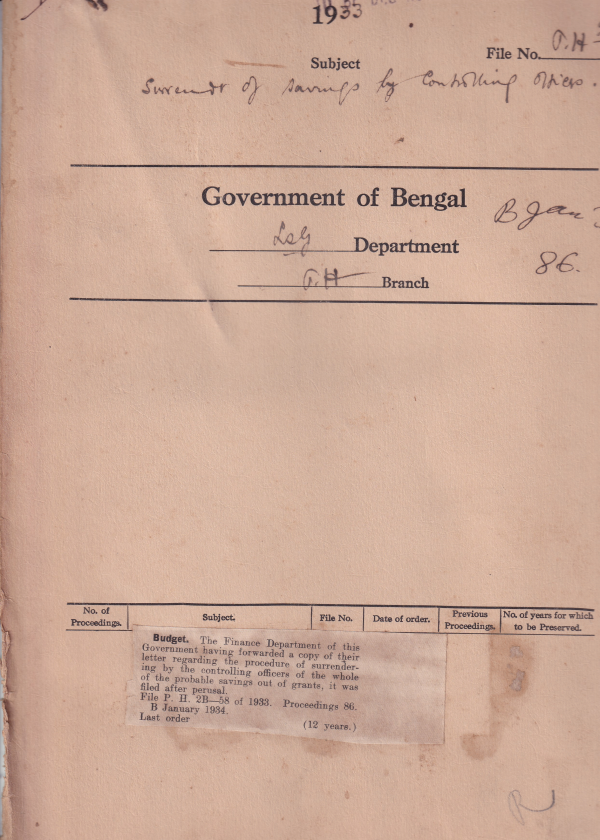 1933
File No. P.H
Subject
Surrender of savings by controlling officers.
Government of Bengal
B Jan
LSG Department
86.
P.H Branch
No. of Proceedings. Subject. File No. Date of order. Previous Proceedings. No. of years for which to be Preserved.
Budget. The Finance Department of this
Government having forwarded a copy of their
letter regarding the procedure of surrender-
ing by the controlling officers of the whole
of the probable savings out of grants, it was
filed after perusal.
File P. H. 2B—58 of 1933. Proceedings 86.
B January 1934.
Last order (12 years.)